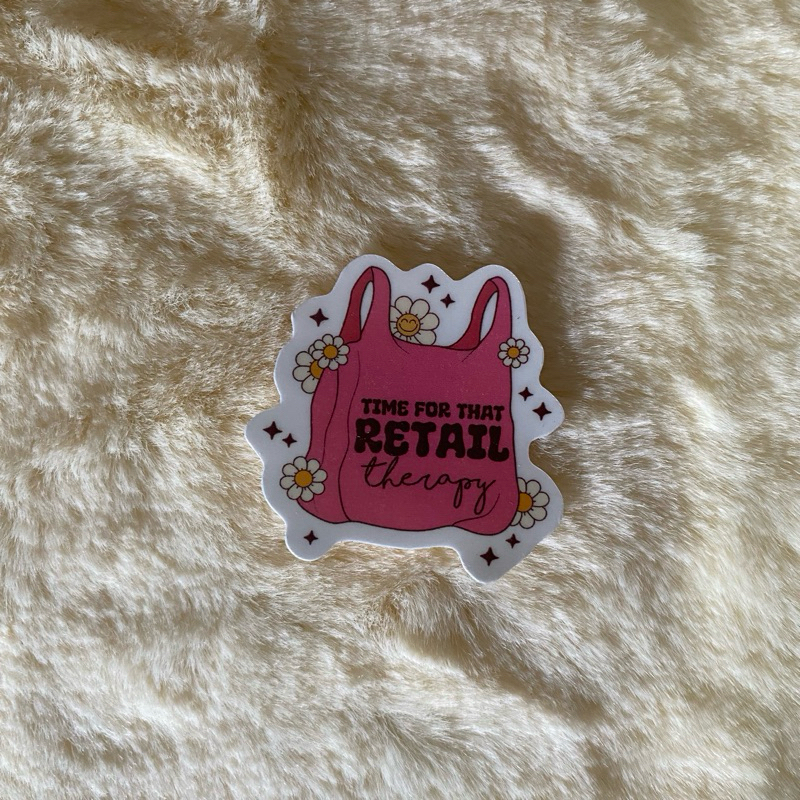 TIME FOR THAT
RETAIL
therapy